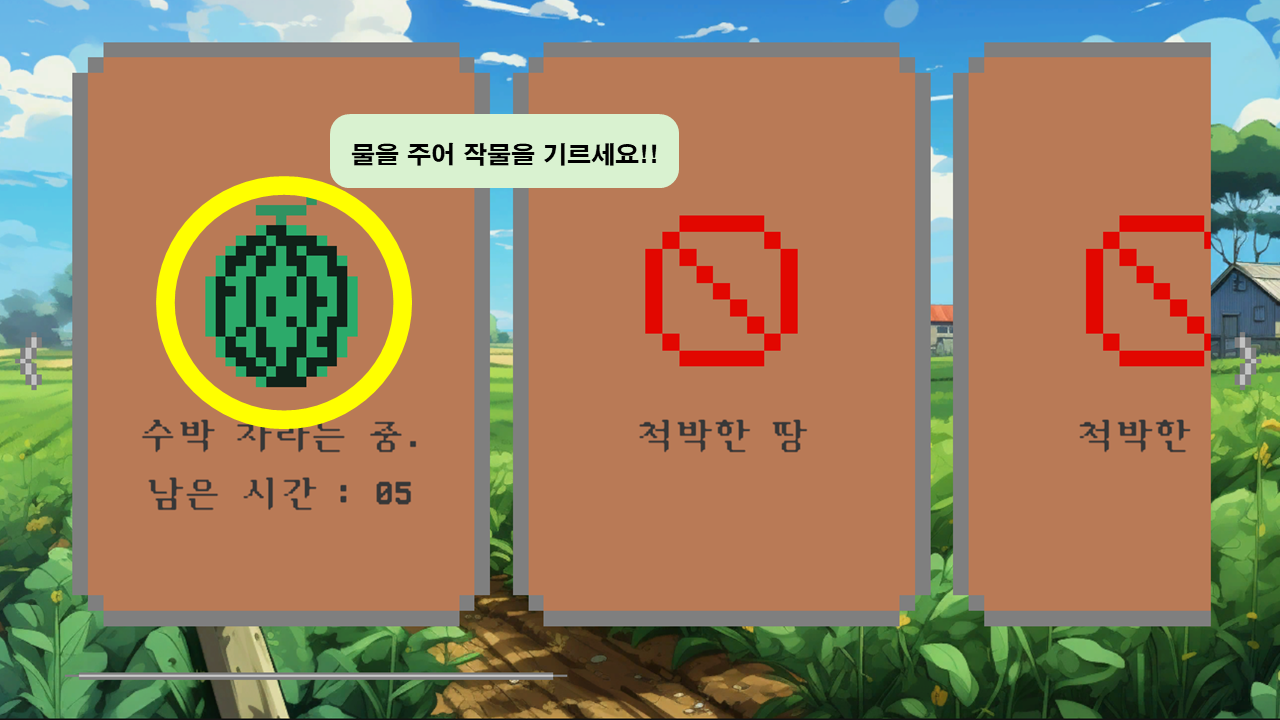 물을 주어 작물을 기르세요!!
수박 자라는 중.
남은 시간 : 05
척박한 땅
척박한